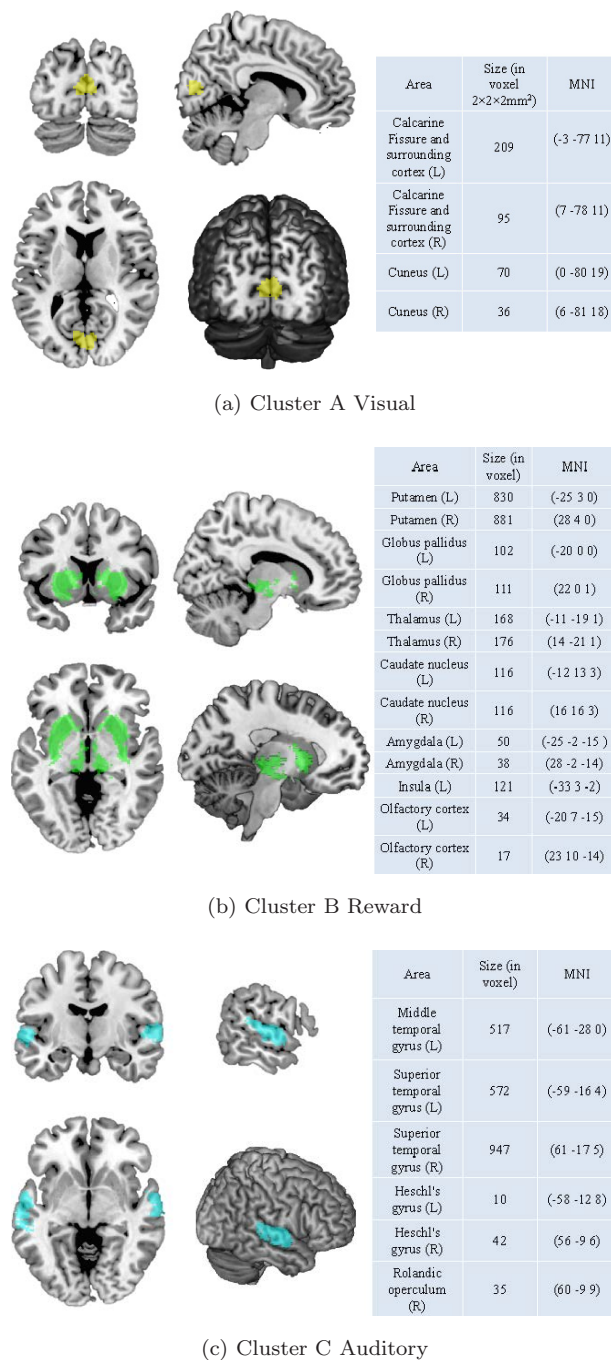 Area Size (in voxel 2×2×2mm²) MNI
Calcarine Fissure and surrounding cortex (L) 209 (-3 -77 11)
Calcarine Fissure and surrounding cortex (R) 95 (7 -78 11)
Cuneus (L) 70 (0 -80 19)
Cuneus (R) 36 (6 -81 18)
(a) Cluster A Visual
Area Size (in voxel) MNI
Putamen (L) 830 (-25 3 0)
Putamen (R) 881 (28 4 0)
Globus pallidus (L) 102 (-20 0 0)
Globus pallidus (R) 111 (22 0 1)
Thalamus (L) 168 (-11 -19 1)
Thalamus (R) 176 (14 -21 1)
Caudate nucleus (L) 116 (-12 13 3)
Caudate nucleus (R) 116 (16 16 3)
Amygdala (L) 50 (-25 -2 -15 )
Amygdala (R) 38 (28 -2 -14)
Insula (L) 121 (-33 3 -2)
Olfactory cortex (L) 34 (-20 7 -15)
Olfactory cortex (R) 17 (23 10 -14)
(b) Cluster B Reward
Area Size (in voxel) MNI
Middle temporal gyrus (L) 517 (-61 -28 0)
Superior temporal gyrus (L) 572 (-59 -16 4)
Superior temporal gyrus (R) 947 (61 -17 5)
Heschl's gyrus (L) 10 (-58 -12 8)
Heschl's gyrus (R) 42 (56 -9 6)
Rolandic operculum (R) 35 (60 -9 9)
(c) Cluster C Auditory